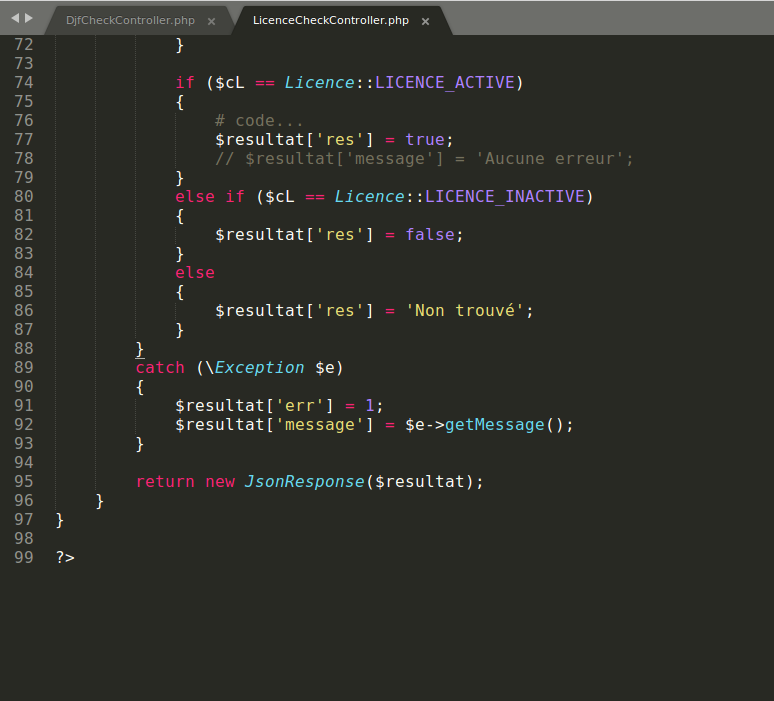 DjfCheckController.php × LicenceCheckController.php ×
72 }
73
74 if ($cL == Licence::LICENCE_ACTIVE)
75 {
76 # code...
77 $resultat['res'] = true;
78 // $resultat['message'] = 'Aucune erreur';
79 }
80 else if ($cL == Licence::LICENCE_INACTIVE)
81 {
82 $resultat['res'] = false;
83 }
84 else
85 {
86 $resultat['res'] = 'Non trouvé';
87 }
88 }
89 catch (\Exception $e)
90 {
91 $resultat['err'] = 1;
92 $resultat['message'] = $e->getMessage();
93 }
94
95 return new JsonResponse($resultat);
96 }
97 }
98
99 ?>